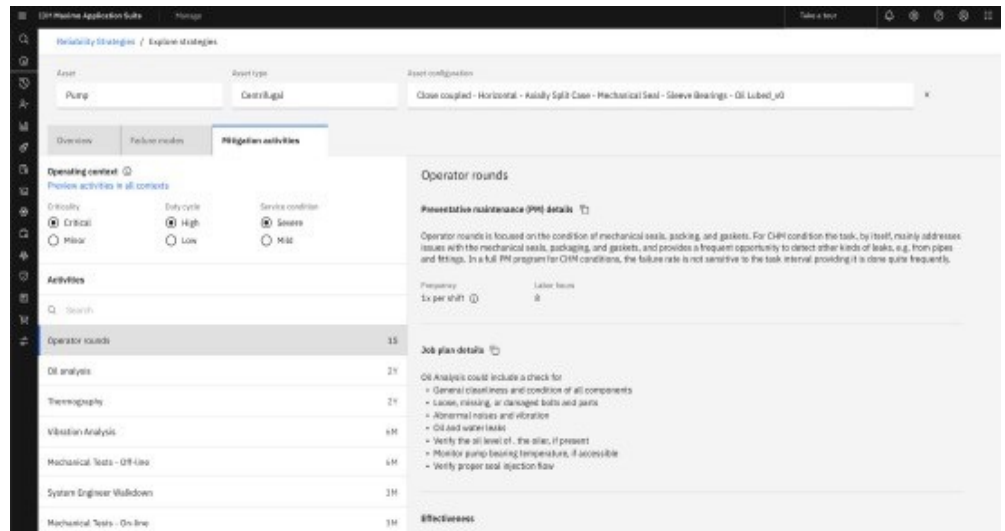 IBM Maximo Application Suite
Manage
Take a tour
Reliability Strategies / Explore strategies
Asset
Asset type
Asset configuration
Pump
Centrifugal
Close coupled - Horizontal - Axially Split Case - Mechanical Seal - Sleeve Bearings - Oil Lubed_v0
Overview
Failure modes
Mitigation activities
Operating context
Preview activities in all contexts
Criticality
Duty cycle
Service condition
Critical
High
Severe
Minor
Low
Mild
Activities
Search
Operator rounds 1S
Oil analysis 2Y
Thermography 2Y
Vibration Analysis 6M
Mechanical Tests - Off-line 6M
System Engineer Walkdown 3M
Mechanical Tests - On-line 3M
Operator rounds
Preventative maintenance (PM) details
Operator rounds is focused on the condition of mechanical seals, packing, and gaskets. For CHM condition the task, by itself, mainly addresses
issues with the mechanical seals, packaging, and gaskets, and provides a frequent opportunity to detect other kinds of leaks, e.g. from pipes
and fittings. In a full PM program for CHM conditions, the failure rate is not sensitive to the task interval providing it is done quite frequently.
Frequency
Labor hours
1x per shift
Job plan details
Oil Analysis could include a check for
• General cleanliness and condition of all components
• Loose, missing, or damaged bolts and parts
• Abnormal noises and vibration
• Oil and water leaks
• Verify the oil level of . the oiler, if present
• Monitor pump bearing temperature, if accessible
• Verify proper seal injection flow
Effectiveness